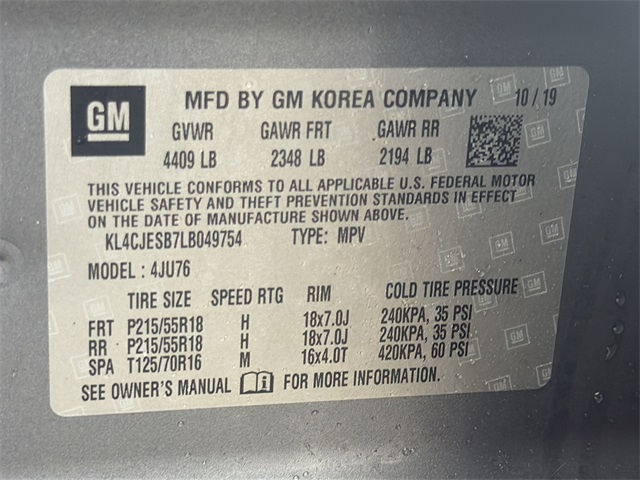 GM MFD BY GM KOREA COMPANY 10/19
GVWR GAWR FRT GAWR RR
4409 LB 2348 LB 2194 LB
THIS VEHICLE CONFORMS TO ALL APPLICABLE U.S. FEDERAL MOTOR
VEHICLE SAFETY AND THEFT PREVENTION STANDARDS IN EFFECT
ON THE DATE OF MANUFACTURE SHOWN ABOVE.
KL4CJESB7LB049754 TYPE: MPV
MODEL : 4JU76
TIRE SIZE SPEED RTG RIM COLD TIRE PRESSURE
FRT P215/55R18 H 18x7.0J 240KPA, 35 PSI
RR P215/55R18 H 18x7.0J 240KPA, 35 PSI
SPA T125/70R16 M 16x4.0T 420KPA, 60 PSI
SEE OWNER'S MANUAL FOR MORE INFORMATION.